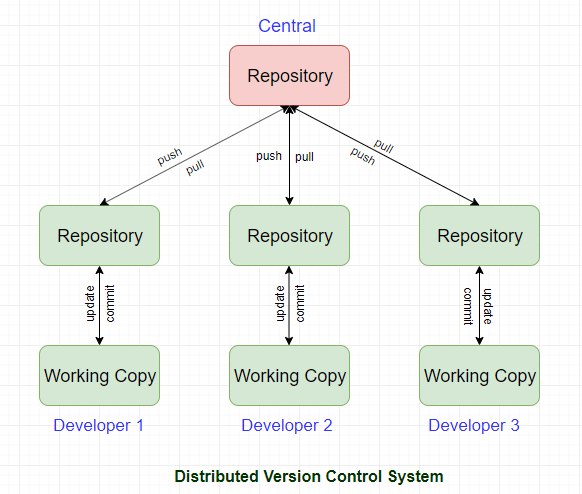 Central
Repository
push
pull
push
pull
pull
push
Repository
Repository
Repository
update
commit
update
commit
commit
update
Working Copy
Working Copy
Working Copy
Developer 1
Developer 2
Developer 3
Distributed Version Control System